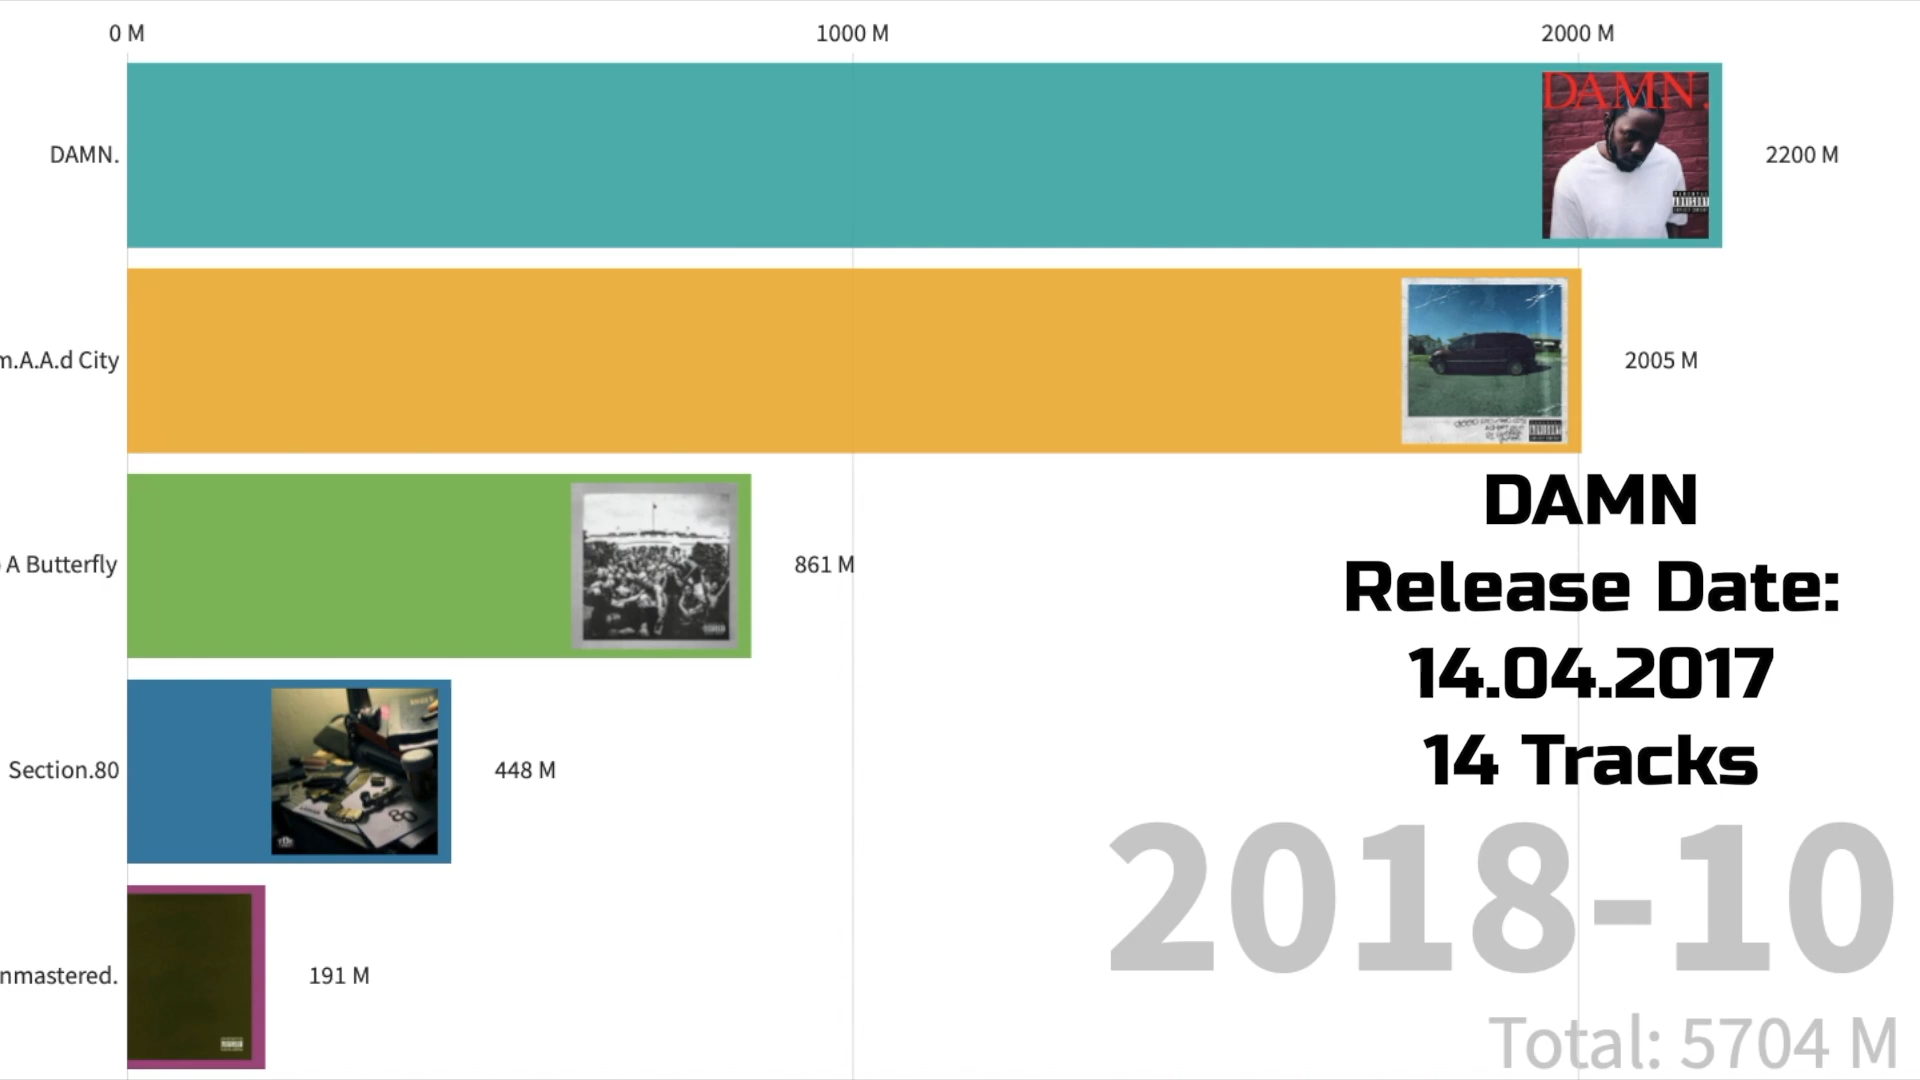 0 M 1000 M 2000 M
DAMN.
DAMN. 2200 M
m.A.A.d City 2005 M
A Butterfly 861 M
Section.80 448 M
nmastered. 191 M
DAMN
Release Date:
14.04.2017
14 Tracks
2018-10
Total: 5704 M